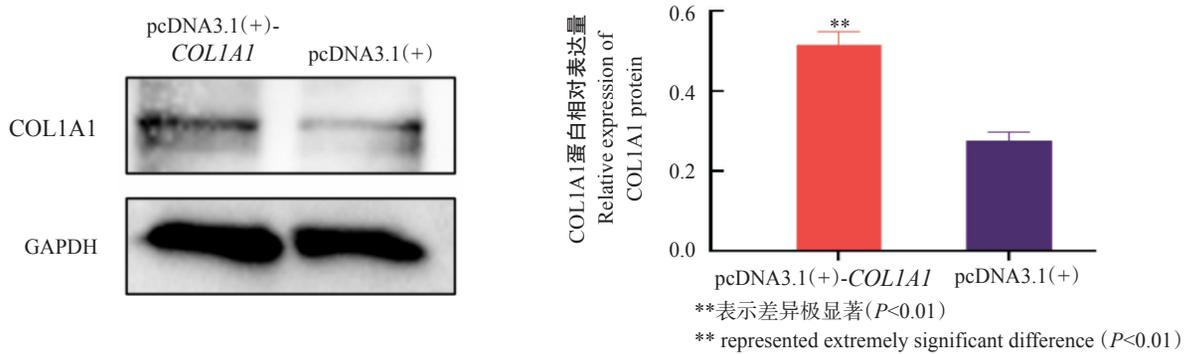 pcDNA3.1(+)-
COL1A1
pcDNA3.1(+)
COL1A1
GAPDH
COL1A1蛋白相对表达量
Relative expression of
COL1A1 protein
0.6
0.4
0.2
0.0
**
pcDNA3.1(+)-COL1A1
pcDNA3.1(+)
**表示差异极显著(P<0.01)
** represented extremely significant difference (P<0.01)